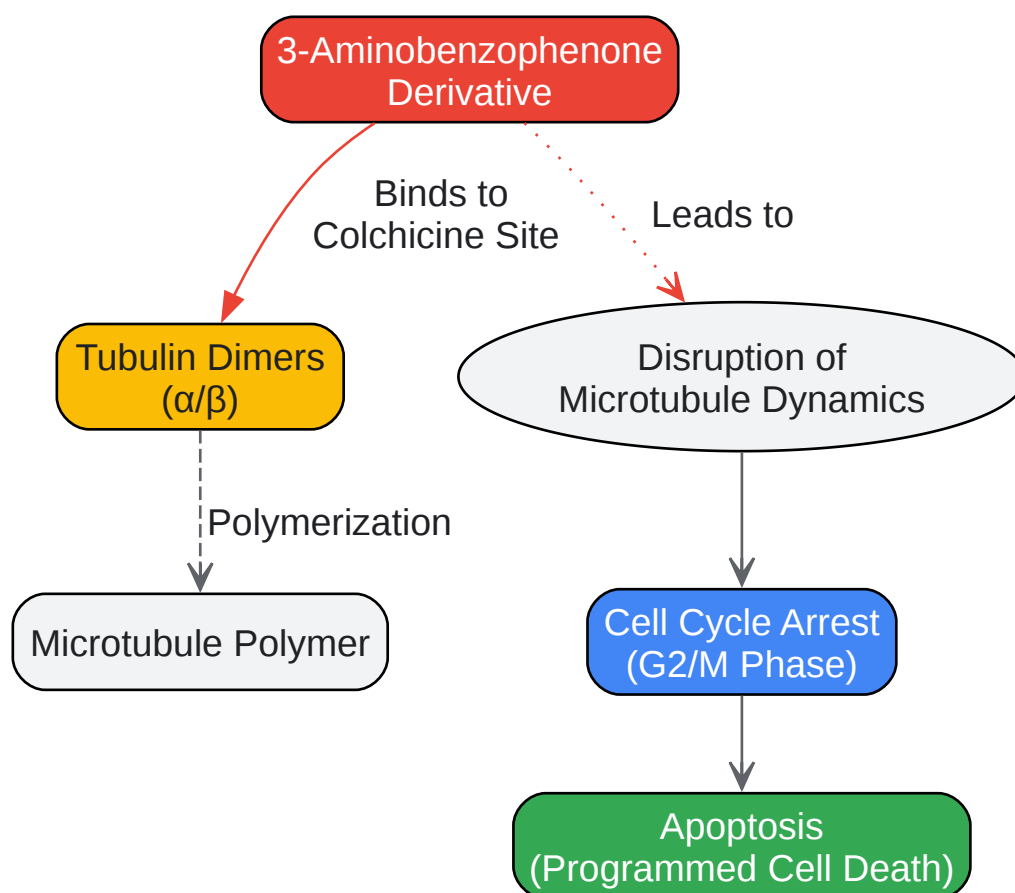 3-Aminobenzophenone
Derivative
Binds to
Colchicine Site
Leads to
Tubulin Dimers
(α/β)
Disruption of
Microtubule Dynamics
Polymerization
Microtubule Polymer
Cell Cycle Arrest
(G2/M Phase)
Apoptosis
(Programmed Cell Death)